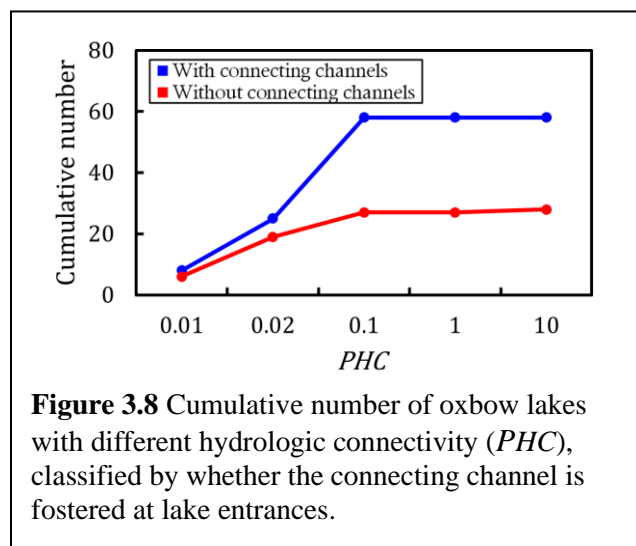 80
60
40
20
0
Cumulative number
With connecting channels
Without connecting channels
0.01 0.02 0.1 1 10
PHC
Figure 3.8 Cumulative number of oxbow lakes
with different hydrologic connectivity (PHC),
classified by whether the connecting channel is
fostered at lake entrances.